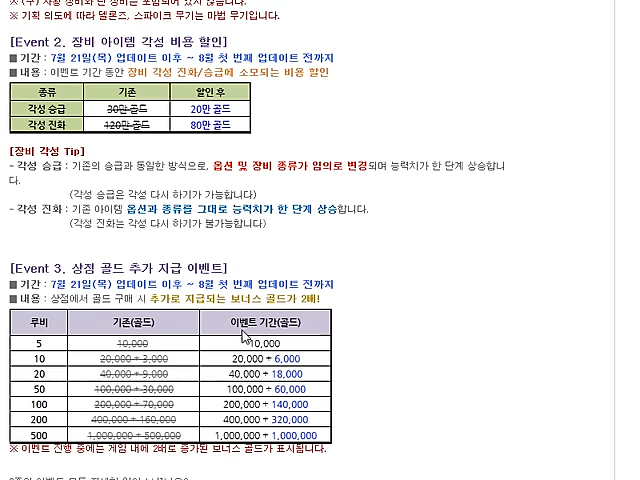 ※ 기획 의도에 따라 델론즈, 스파이크 무기는 마법 무기입니다.
[Event 2. 장비 아이템 각성 비용 할인]
■ 기간 : 7월 21일(목) 업데이트 이후 ~ 8월 첫 번째 업데이트 전까지
■ 내용 : 이벤트 기간 동안 장비 각성 진화/승급에 소모되는 비용 할인
종류 기존 할인 후
각성 승급 30만 골드 20만 골드
각성 진화 120만 골드 80만 골드
[장비 각성 Tip]
- 각성 승급 : 기존의 승급과 동일한 방식으로, 옵션 및 장비 종류가 임의로 변경되며 능력치가 한 단계 상승합니
다.
(각성 승급은 각성 다시 하기가 가능합니다)
- 각성 진화 : 기존 아이템 옵션과 종류를 그대로 능력치가 한 단계 상승합니다.
(각성 진화는 각성 다시 하기가 불가능합니다)
[Event 3. 상점 골드 추가 지급 이벤트]
■ 기간 : 7월 21일(목) 업데이트 이후 ~ 8월 첫 번째 업데이트 전까지
■ 내용 : 상점에서 골드 구매 시 추가로 지급되는 보너스 골드가 2배!
루비 기존(골드) 이벤트 기간(골드)
5 10,000 10,000
10 20,000 + 3,000 20,000 + 6,000
20 40,000 + 9,000 40,000 + 18,000
50 100,000 + 30,000 100,000 + 60,000
100 200,000 + 70,000 200,000 + 140,000
200 400,000 + 160,000 400,000 + 320,000
500 1,000,000 + 500,000 1,000,000 + 1,000,000
※ 이벤트 진행 중에는 게임 내에 2배로 증가된 보너스 골드가 표시됩니다.